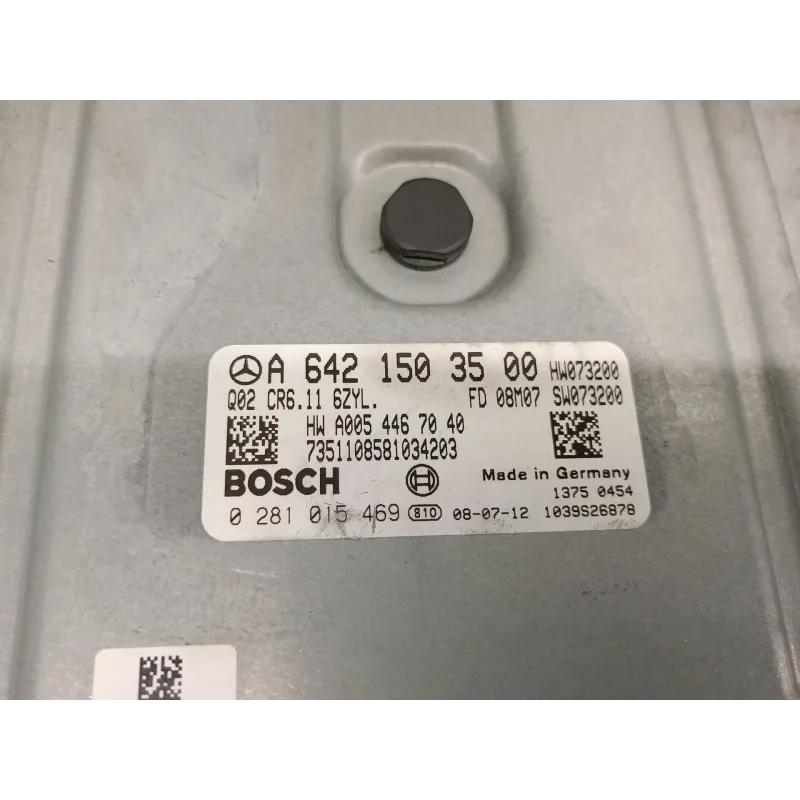 A 642 150 35 00 HW073200
Q02 CR6.11 6ZYL. FD 08M07 SW073200
HW A005 446 70 40
7351108581034203
BOSCH Made in Germany
1375 0454
0 281 015 469 810 08-07-12 1039S26878